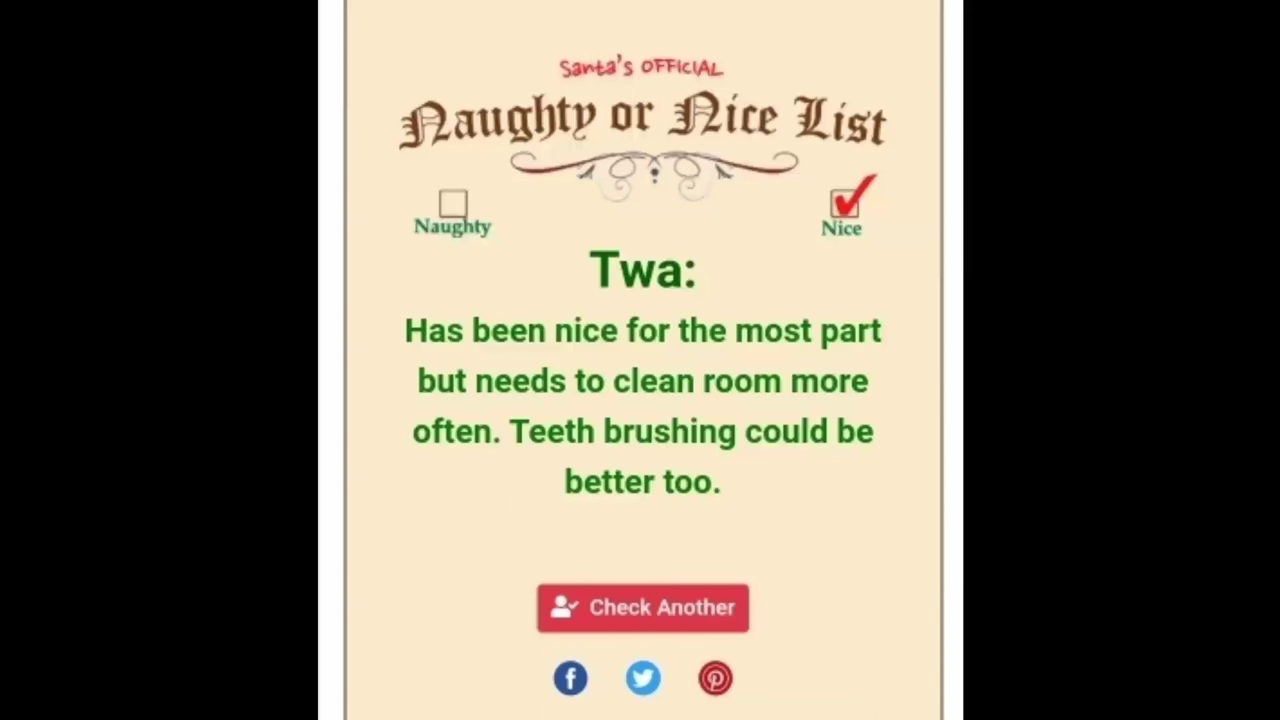 Santa's OFFICIAL
Naughty or Nice List
Naughty
Nice
Twa:
Has been nice for the most part
but needs to clean room more
often. Teeth brushing could be
better too.
Check Another